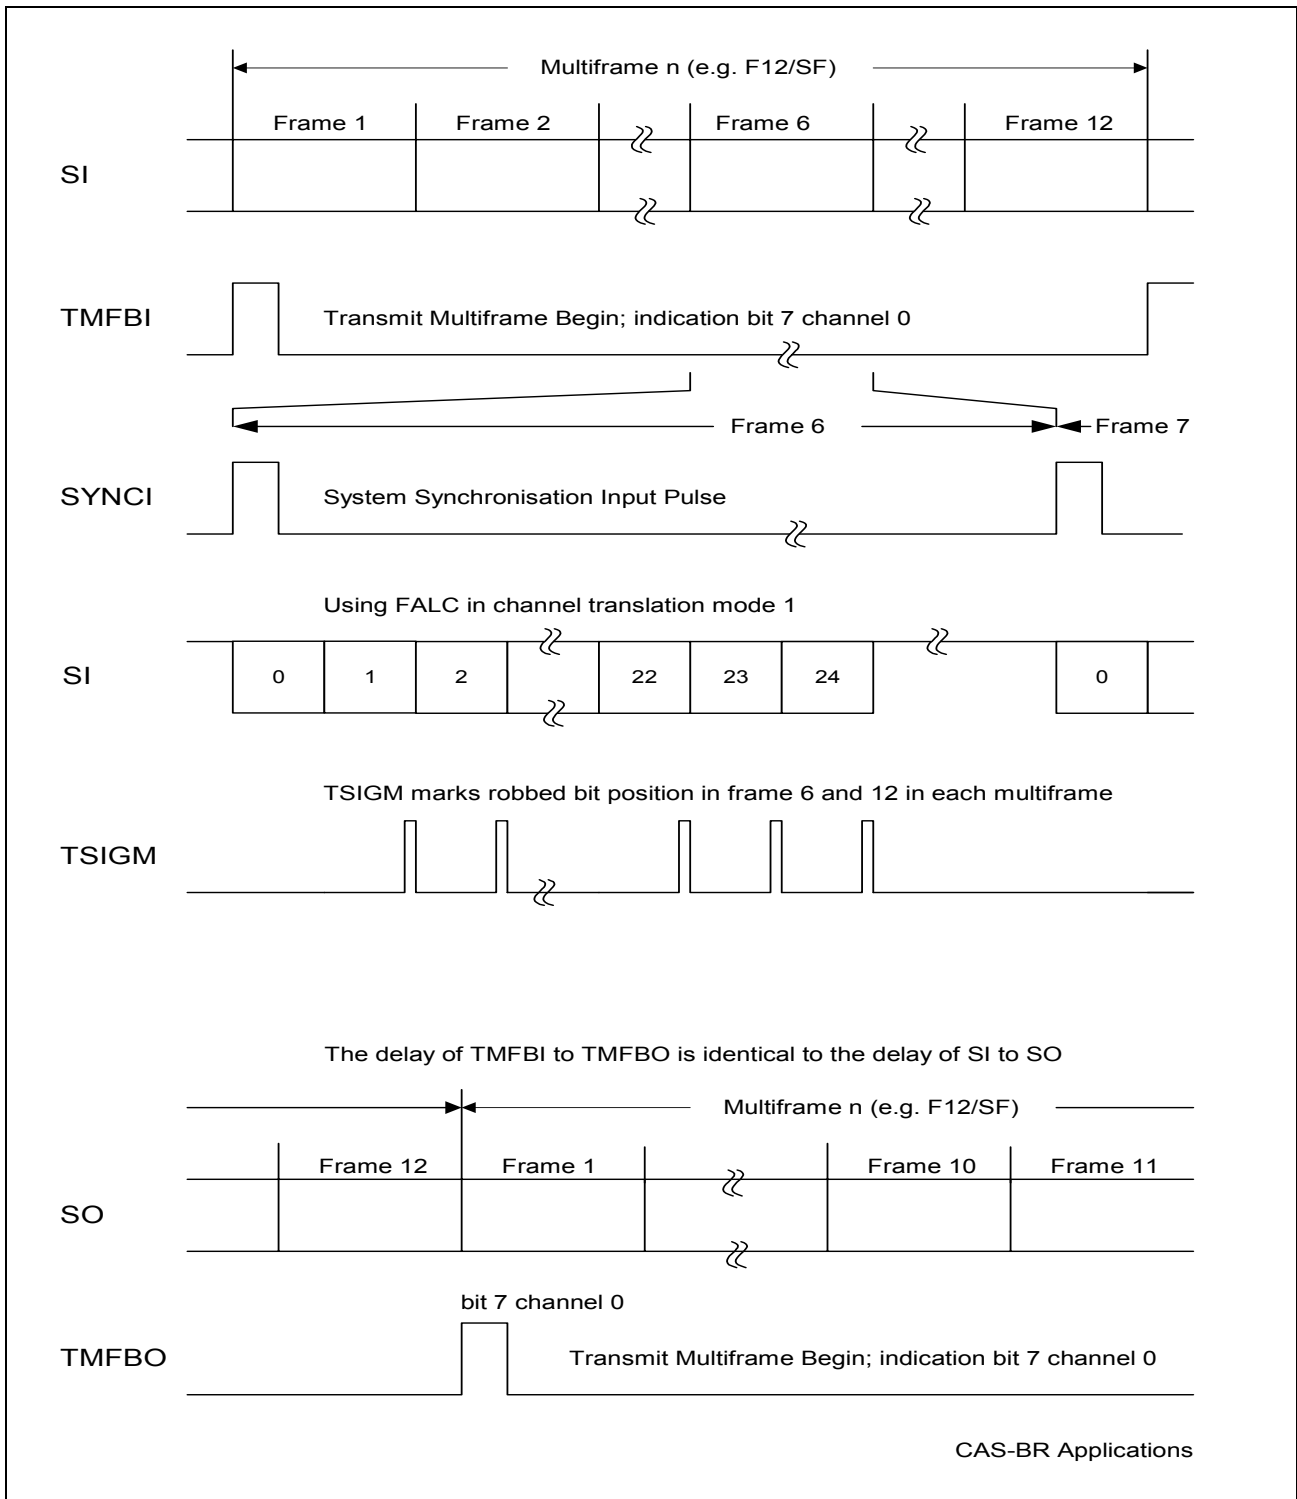 Multiframe n (e.g. F12/SF)
Frame 1 Frame 2 Frame 6 Frame 12
SI
TMFBI Transmit Multiframe Begin; indication bit 7 channel 0
Frame 6 Frame 7
SYNCI System Synchronisation Input Pulse
Using FALC in channel translation mode 1
SI 0 1 2 22 23 24 0
TSIGM marks robbed bit position in frame 6 and 12 in each multiframe
TSIGM
The delay of TMFBI to TMFBO is identical to the delay of SI to SO
Multiframe n (e.g. F12/SF)
Frame 12 Frame 1 Frame 10 Frame 11
SO
bit 7 channel 0
TMFBO Transmit Multiframe Begin; indication bit 7 channel 0
CAS-BR Applications